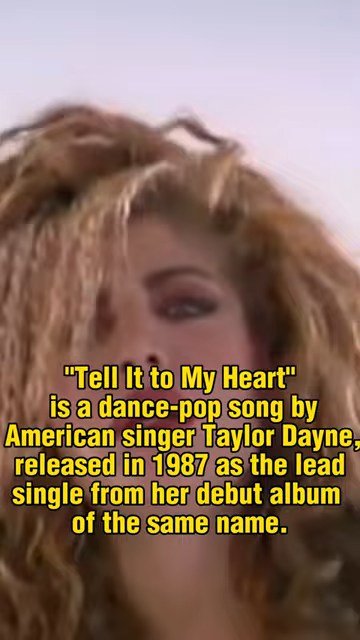 "Tell It to My Heart"
is a dance-pop song by
American singer Taylor Dayne,
released in 1987 as the lead
single from her debut album
of the same name.